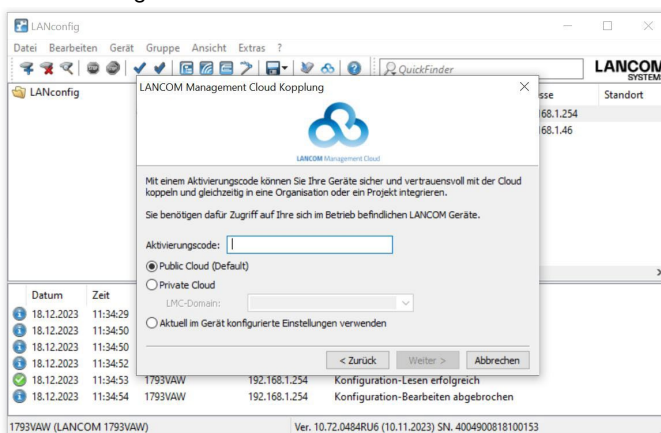 LANconfig
Datei Bearbeiten Gerät Gruppe Ansicht Extras ?
QuickFinder
LANCOM
SYSTEMS
LANconfig
LANCOM Management Cloud Kopplung
sse Standort
68.1.254
68.1.46
LANCOM Management Cloud
Mit einem Aktivierungscode können Sie Ihre Geräte sicher und vertrauensvoll mit der Cloud
koppeln und gleichzeitig in eine Organisation oder ein Projekt integrieren.
Sie benötigen dafür Zugriff auf Ihre sich im Betrieb befindlichen LANCOM Geräte.
Aktivierungscode:
Public Cloud (Default)
Private Cloud
LMC-Domain:
Aktuell im Gerät konfigurierte Einstellungen verwenden
< Zurück Weiter > Abbrechen
Datum Zeit
18.12.2023 11:34:29
18.12.2023 11:34:50
18.12.2023 11:34:50
18.12.2023 11:34:52
18.12.2023 11:34:53 1793VAW 192.168.1.254 Konfiguration-Lesen erfolgreich
18.12.2023 11:34:54 1793VAW 192.168.1.254 Konfiguration-Bearbeiten abgebrochen
1793VAW (LANCOM 1793VAW) Ver. 10.72.0484RU6 (10.11.2023) SN. 4004900818100153